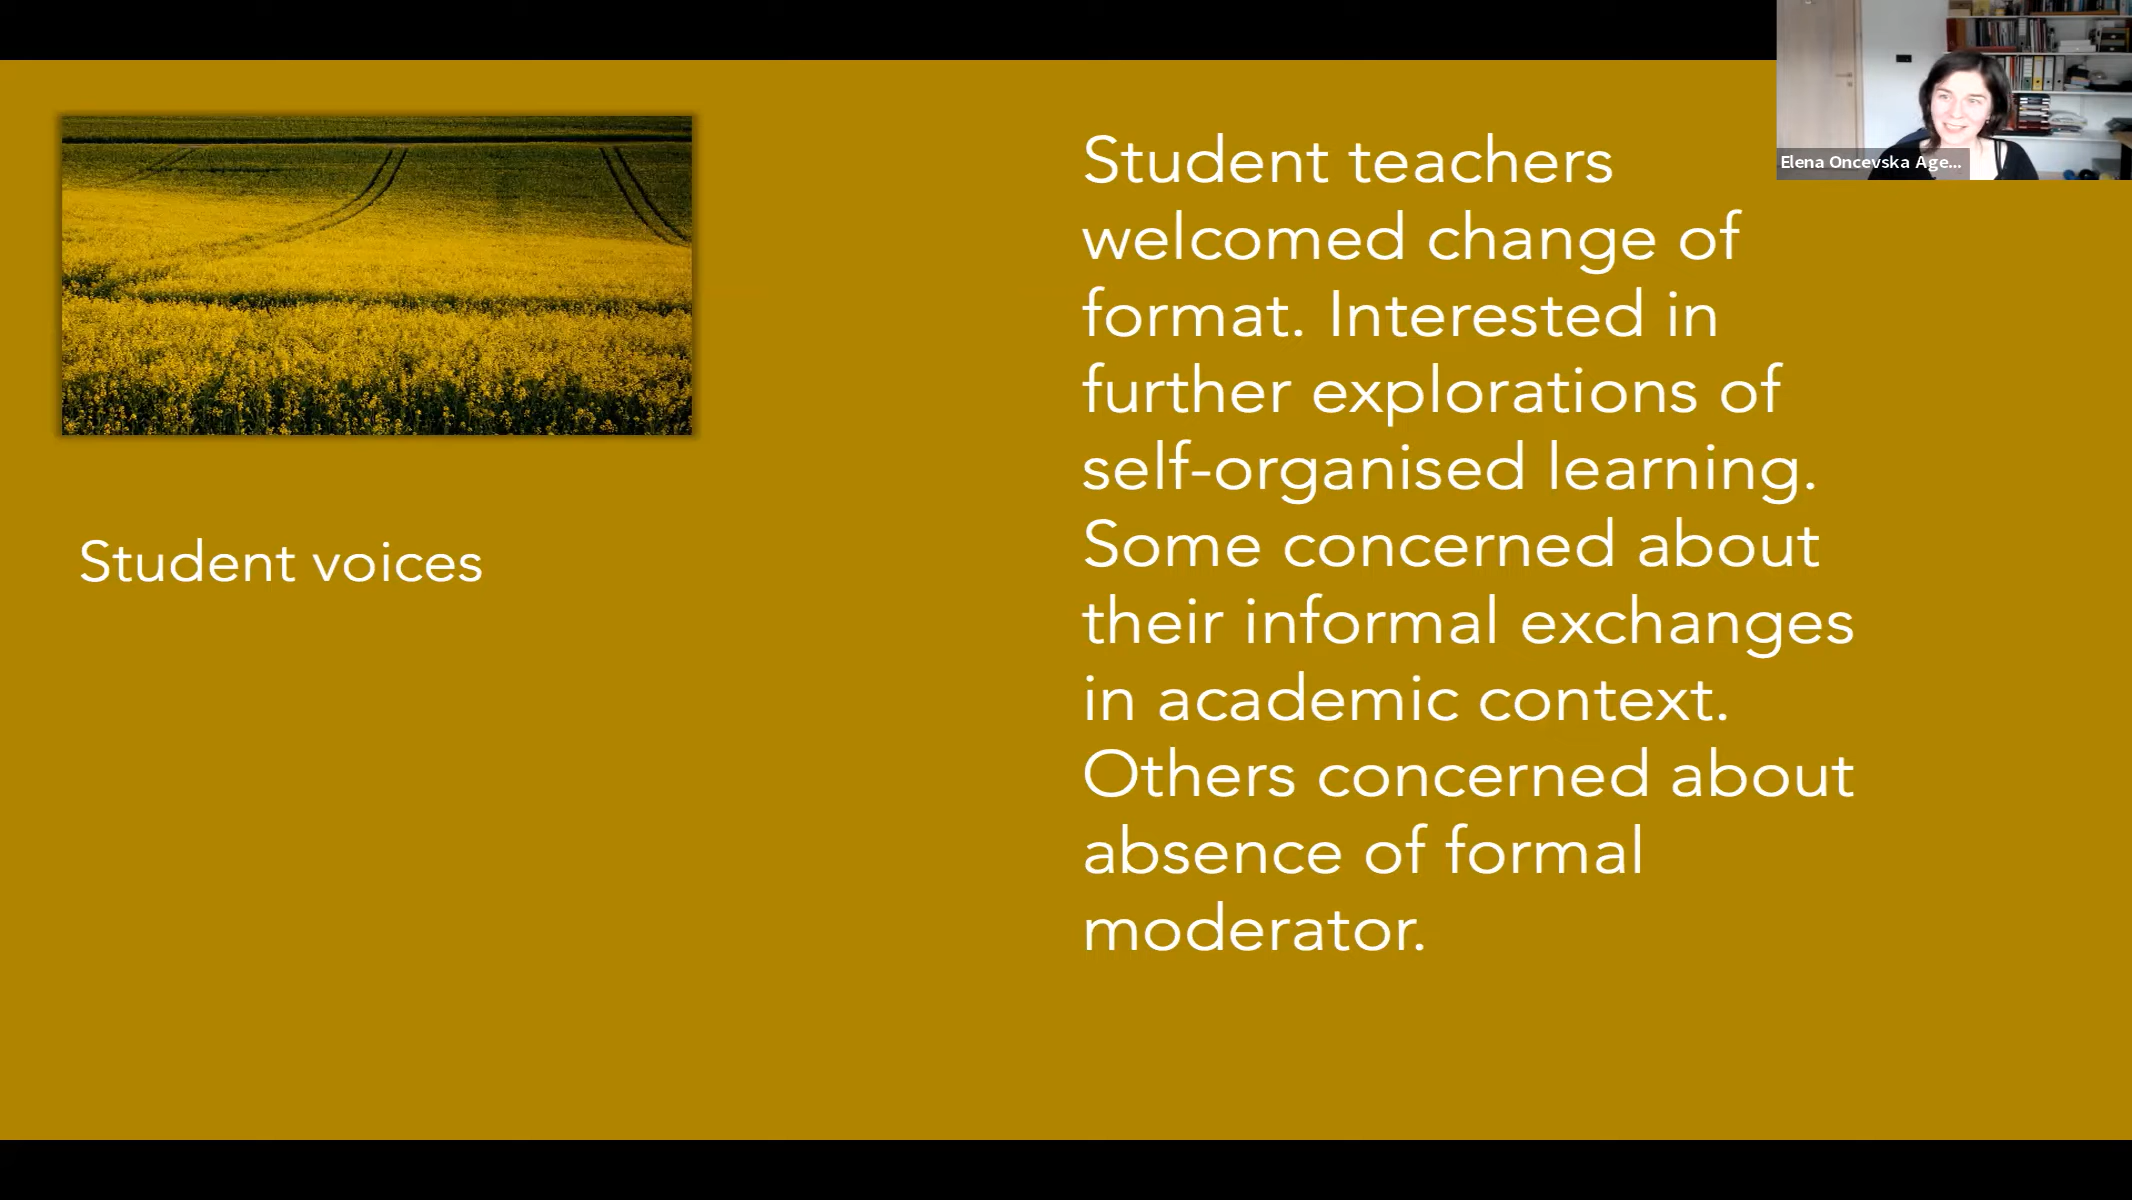 Elena Oncevska Age...
Student voices
Student teachers
welcomed change of
format. Interested in
further explorations of
self-organised learning.
Some concerned about
their informal exchanges
in academic context.
Others concerned about
absence of formal
moderator.